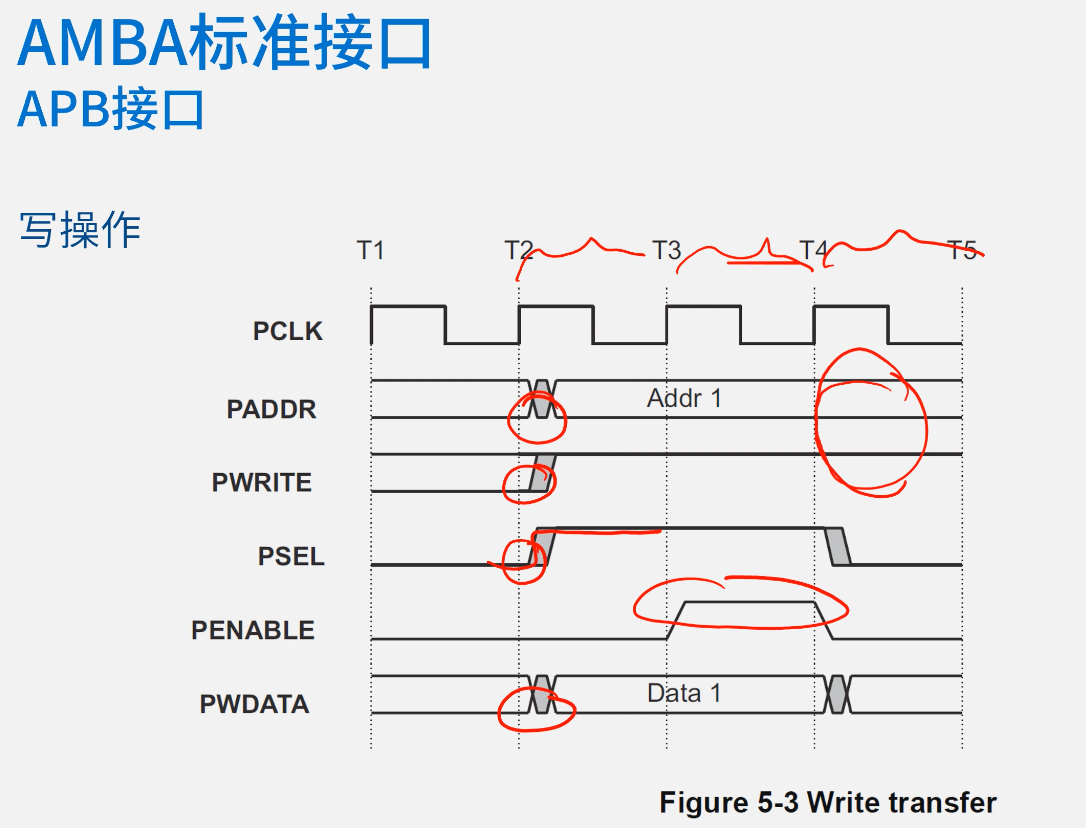 AMBA标准接口
APB接口
写操作
T1 T2 T3 T4 T5
PCLK
PADDR Addr 1
PWRITE
PSEL
PENABLE
PWDATA Data 1
Figure 5-3 Write transfer